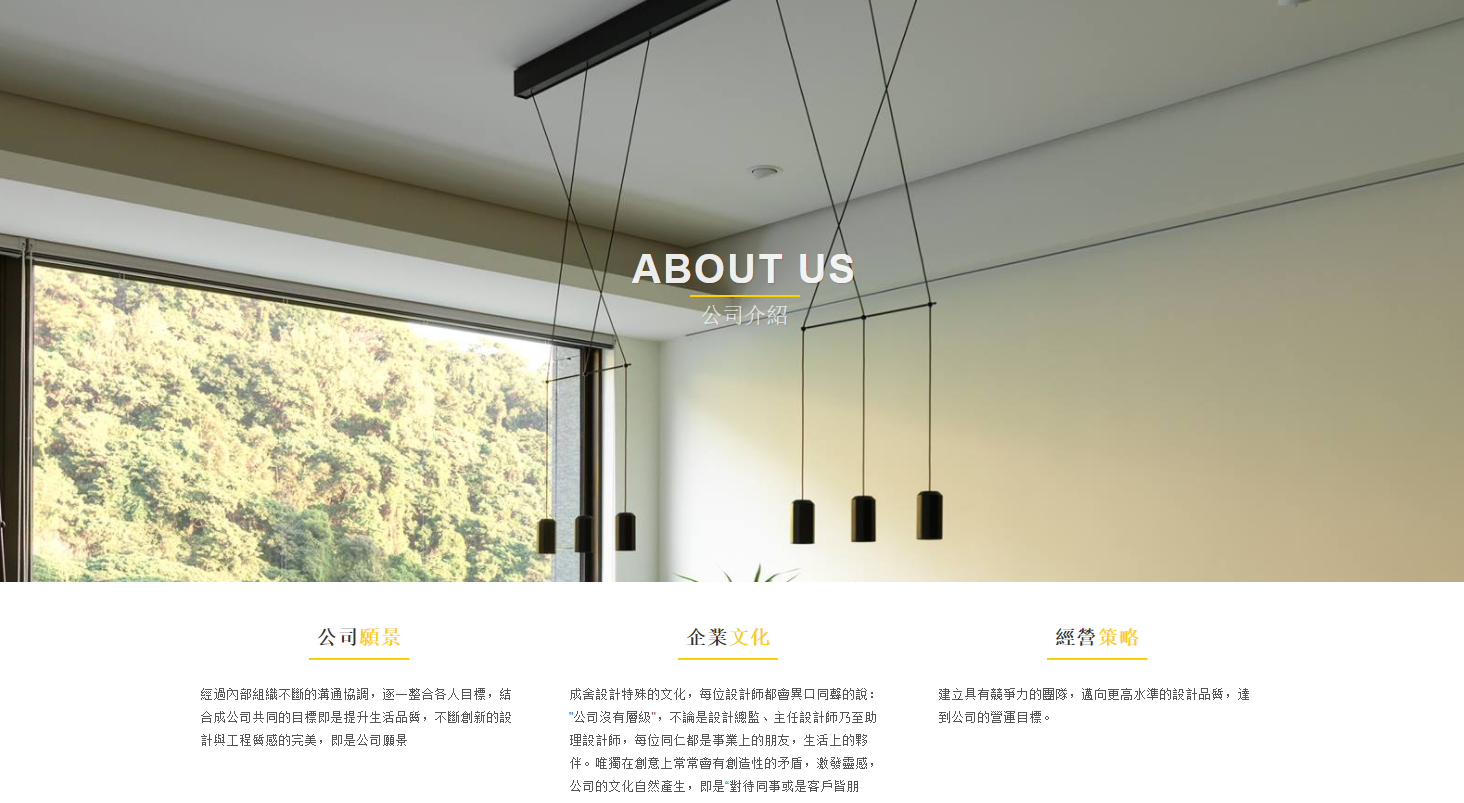 ABOUT US
公司介紹
公司願景
經過內部組織不斷的溝通協調，逐一整合各人目標，結
合成公司共同的目標即是提升生活品質，不斷創新的設
計與工程質感的完美，即是公司願景
企業文化
成舍設計特殊的文化，每位設計師都會異口同聲的說：
"公司沒有層級"，不論是設計總監、主任設計師乃至助
理設計師，每位同仁都是事業上的朋友，生活上的夥
伴。唯獨在創意上常常會有創造性的矛盾，激發靈感，
公司的文化自然產生，即是“對待同事或是客戶皆朋
經營策略
建立具有競爭力的團隊，邁向更高水準的設計品質，達
到公司的營運目標。